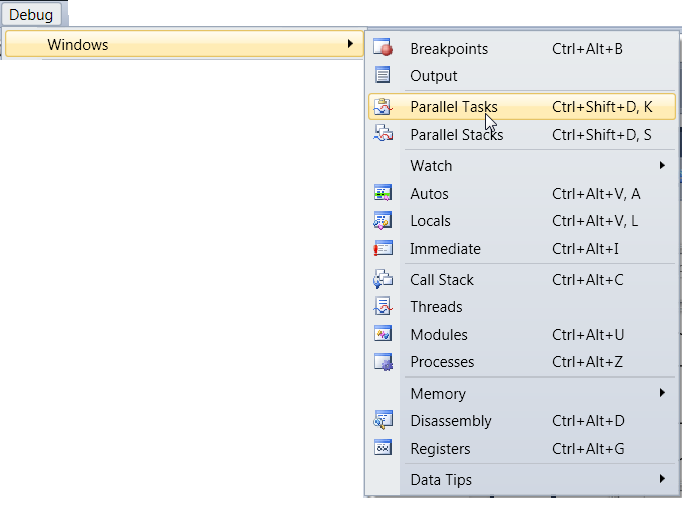 Debug
Windows
Breakpoints Ctrl+Alt+B
Output
Parallel Tasks Ctrl+Shift+D, K
Parallel Stacks Ctrl+Shift+D, S
Watch
Autos Ctrl+Alt+V, A
Locals Ctrl+Alt+V, L
Immediate Ctrl+Alt+I
Call Stack Ctrl+Alt+C
Threads
Modules Ctrl+Alt+U
Processes Ctrl+Alt+Z
Memory
Disassembly Ctrl+Alt+D
Registers Ctrl+Alt+G
Data Tips